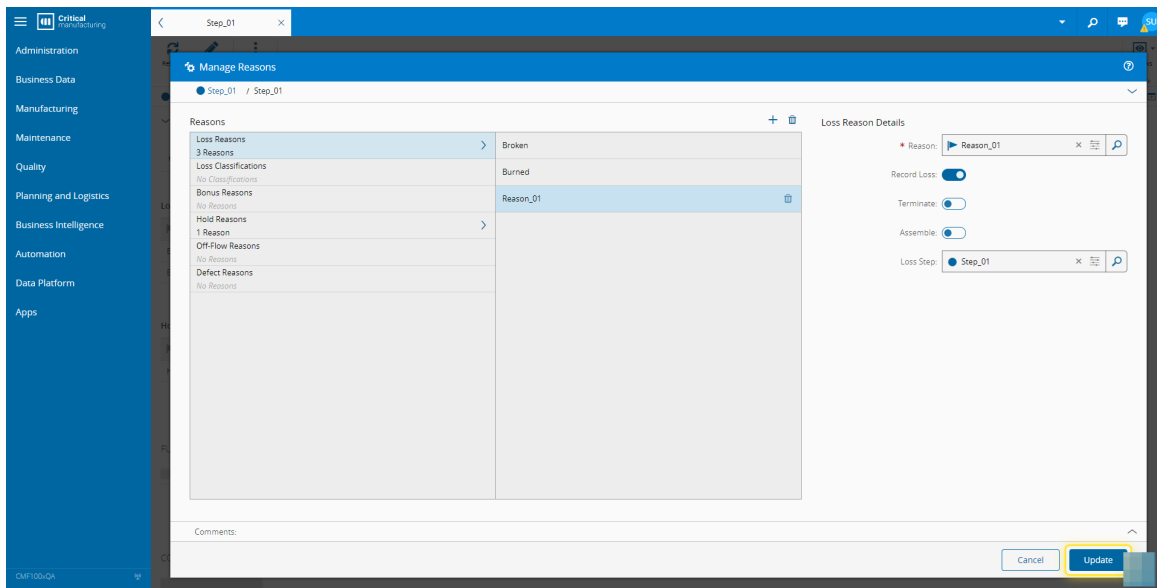 Critical
manufacturing
Step_01
SU
Administration
Business Data
Manufacturing
Maintenance
Quality
Planning and Logistics
Business Intelligence
Automation
Data Platform
Apps
CMF100xQA
Manage Reasons
Step_01 / Step_01
Reasons
Loss Reasons
3 Reasons
Loss Classifications
No Classifications
Bonus Reasons
No Reasons
Hold Reasons
1 Reason
Off-Flow Reasons
No Reasons
Defect Reasons
No Reasons
Broken
Burned
Reason_01
Loss Reason Details
* Reason: Reason_01
Record Loss:
Terminate:
Assemble:
Loss Step: Step_01
Comments:
Cancel
Update